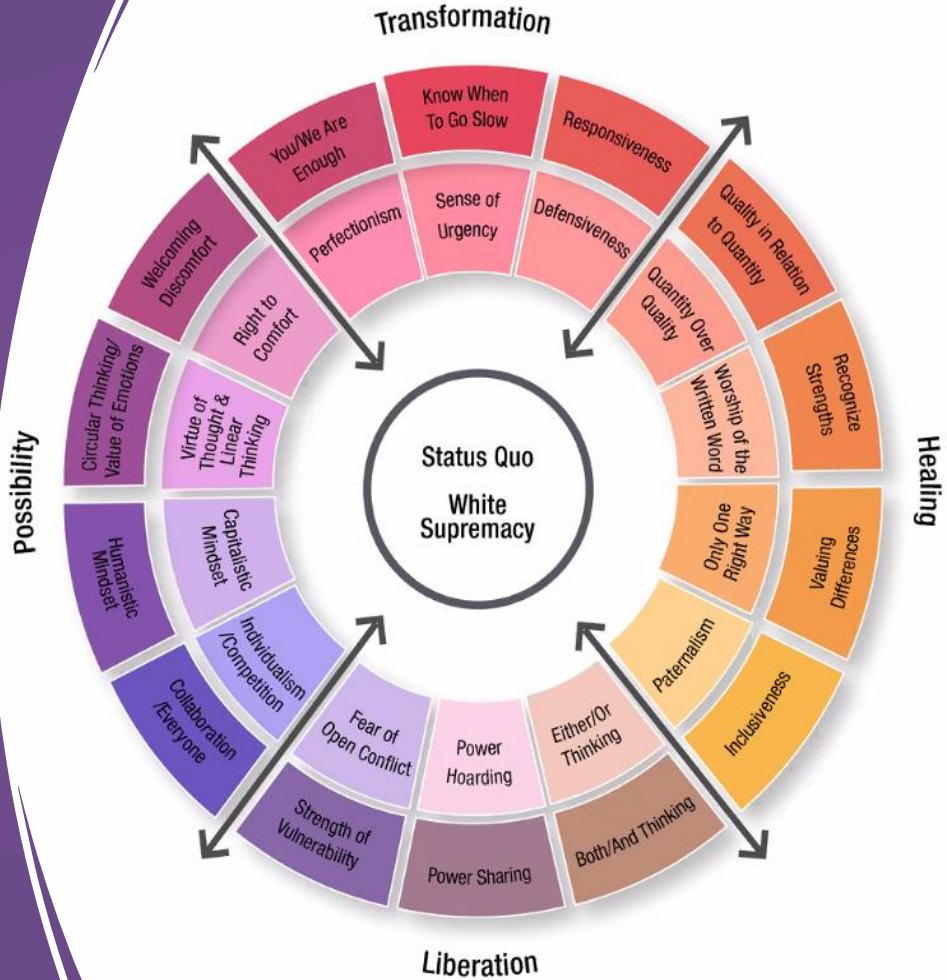 Transformation
You/We Are
Enough
Know When
To Go Slow
Responsiveness
Quality in Relation
to Quantity
Recognize
Strengths
Valuing
Differences
Inclusiveness
Both/And Thinking
Power Sharing
Strength of
Vulnerability
Collaboration
/Everyone
Humanistic
Mindset
Circular Thinking/
Value of Emotions
Welcoming
Discomfort
Perfectionism
Sense of
Urgency
Defensiveness
Quantity Over
Quality
Worship of the
Written Word
Only One
Right Way
Paternalism
Either/Or
Thinking
Power
Hoarding
Fear of
Open Conflict
Individualism
/Competition
Capitalistic
Mindset
Virtue of
Thought &
Linear
Thinking
Right to
Comfort
Status Quo
White
Supremacy
Possibility
Healing
Liberation